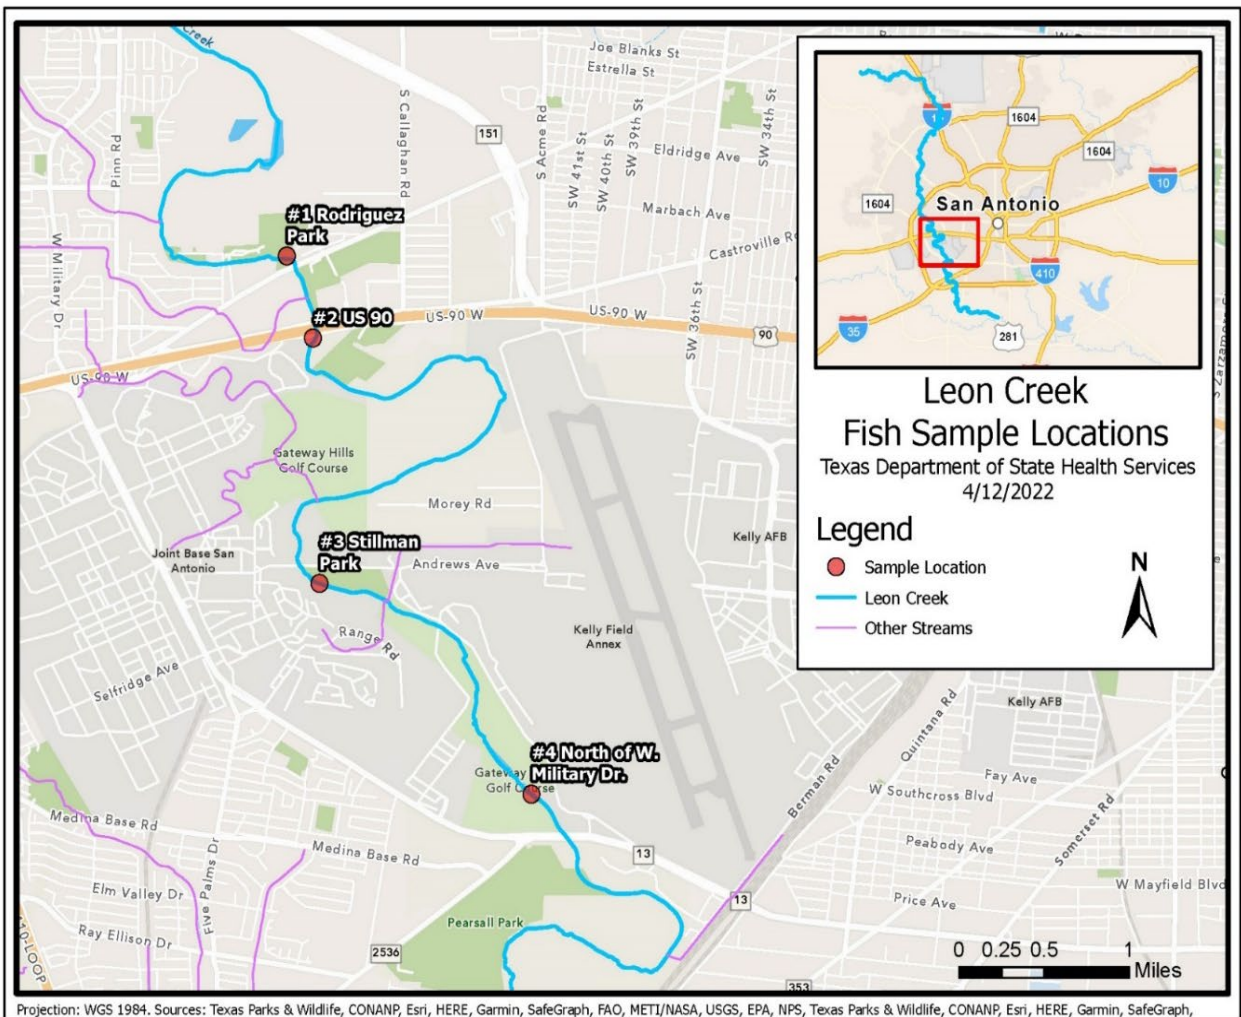 Creek
Joe Blanks St
Estrella St
S Callaghan Rd
Pinn Rd
151
S Acme Rd
SW 41st St
SW 40th St
SW 39th St
SW 34th St
Eldridge Ave
Marbach Ave
W Military Dr
#1 Rodriguez
Park
Castroville
#2 US 90
US-90 W
US-90 W
SW 36th St
90
US-90 W
Gateway Hills
Golf Course
Morey Rd
#3 Stillman
Park
Joint Base San
Antonio
Andrews Ave
Kelly AFB
Range Rd
Kelly Field
Annex
Selfridge Ave
Kelly AFB
Quintana Rd
#4 North of W.
Military Dr.
Golf
Berman Rd
Fay Ave
W Southcross Blvd
Somerset Rd
Medina Base Rd
Medina Base Rd
Peabody Ave
13
Five Palms Dr
Elm Valley Dr
W Mayfield Blvd
Price Ave
13
Pearsall Park
Ray Ellison Dr
2536
353
1604
1604
10
1604
San Antonio
410
35
281
Leon Creek
Fish Sample Locations
Texas Department of State Health Services
4/12/2022
Legend
Sample Location
Leon Creek
Other Streams
N
0 0.25 0.5 1
Miles
Projection: WGS 1984. Sources: Texas Parks & Wildlife, CONANP, Esri, HERE, Garmin, SafeGraph, FAO, METI/NASA, USGS, EPA, NPS, Texas Parks & Wildlife, CONANP, Esri, HERE, Garmin, SafeGraph,